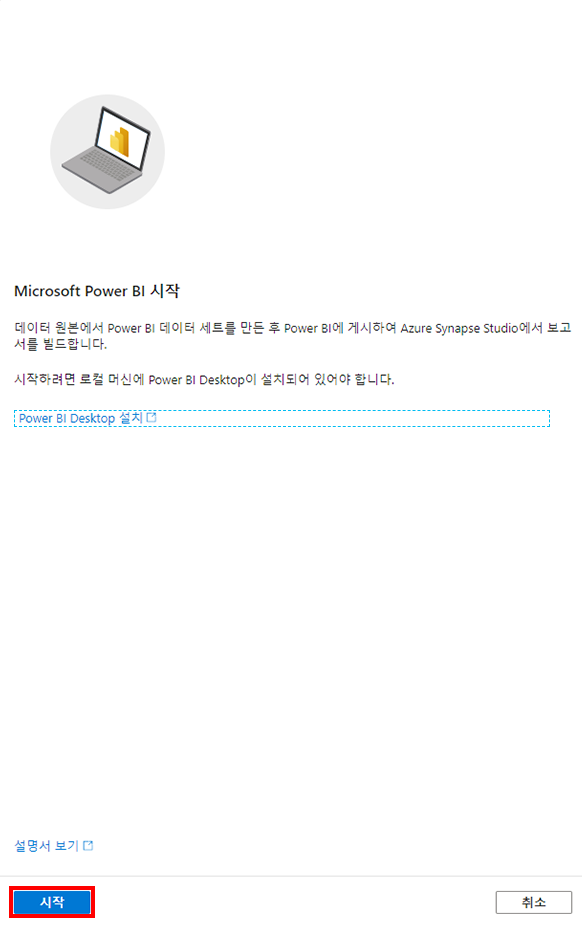 Microsoft Power BI 시작
데이터 원본에서 Power BI 데이터 세트를 만든 후 Power BI에 게시하여 Azure Synapse Studio에서 보고
서를 빌드합니다.
시작하려면 로컬 머신에 Power BI Desktop이 설치되어 있어야 합니다.
Power BI Desktop 설치
설명서 보기
시작
취소